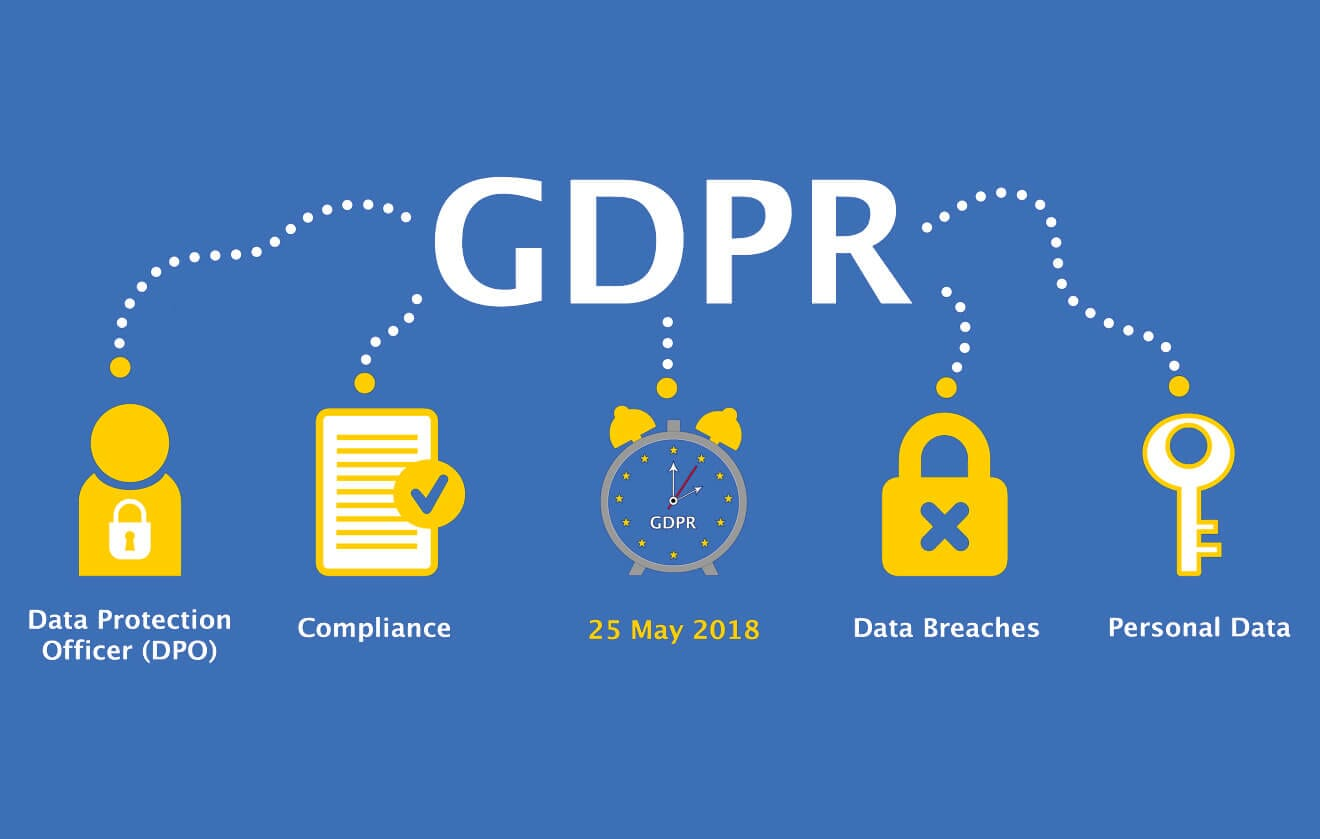 GDPR
GDPR
Data Protection
Officer (DPO)
Compliance
25 May 2018
Data Breaches
Personal Data